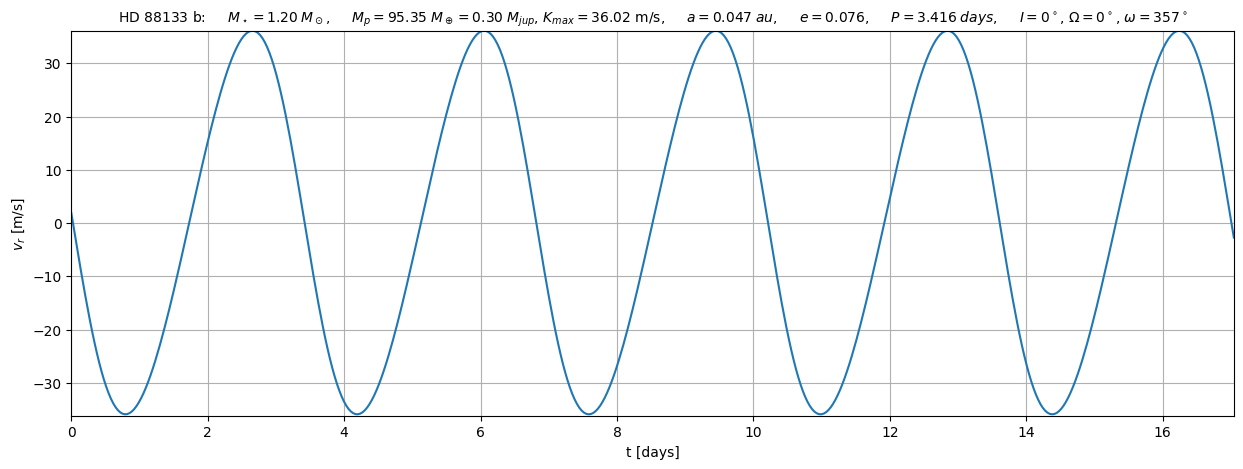 HD 88133 b: M⋆ = 1.20 M⊙, Mp = 95.35 M⊕ = 0.30 Mjup, Kmax = 36.02 m/s, a = 0.047 au, e = 0.076, P = 3.416 days, I = 0°, Ω = 0°, ω = 357°
30
20
10
0
−10
−20
−30
vr [m/s]
0 2 4 6 8 10 12 14 16
t [days]